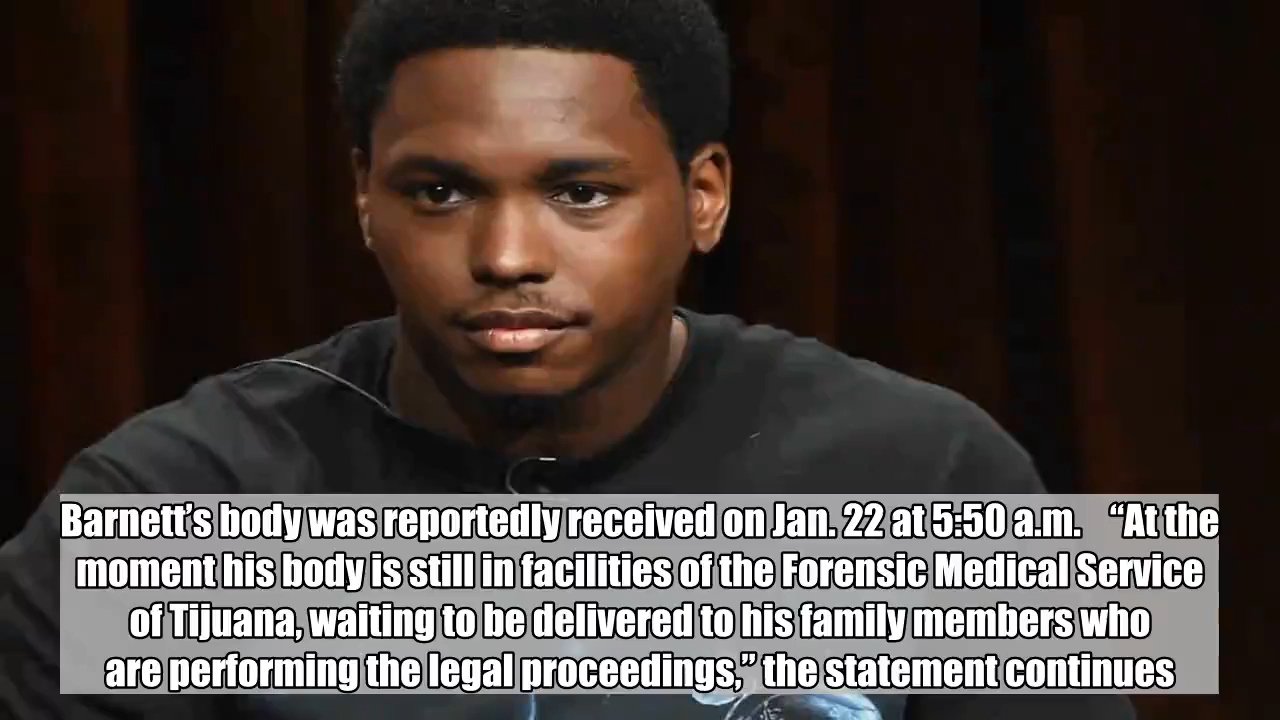 Barnett’s body was reportedly received on Jan. 22 at 5:50 a.m. “At the
moment his body is still in facilities of the Forensic Medical Service
of Tijuana, waiting to be delivered to his family members who
are performing the legal proceedings,” the statement continues